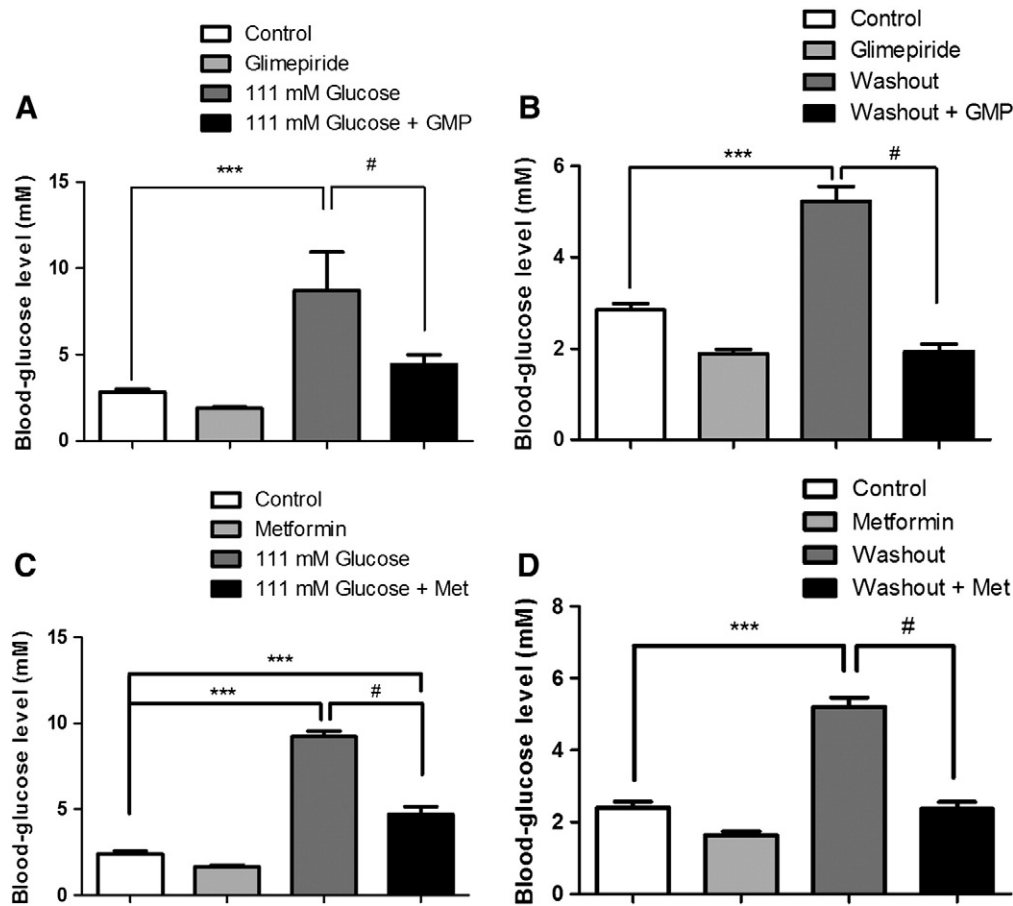 A
Control
Glimepiride
111 mM Glucose
111 mM Glucose + GMP
Blood-glucose level (mM)
15
10
5
0
***
#
B
Control
Glimepiride
Washout
Washout + GMP
Blood-glucose level (mM)
6
4
2
0
***
#
C
Control
Metformin
111 mM Glucose
111 mM Glucose + Met
Blood-glucose level (mM)
15
10
5
0
***
***
#
D
Control
Metformin
Washout
Washout + Met
Blood-glucose level (mM)
8
6
4
2
0
***
#